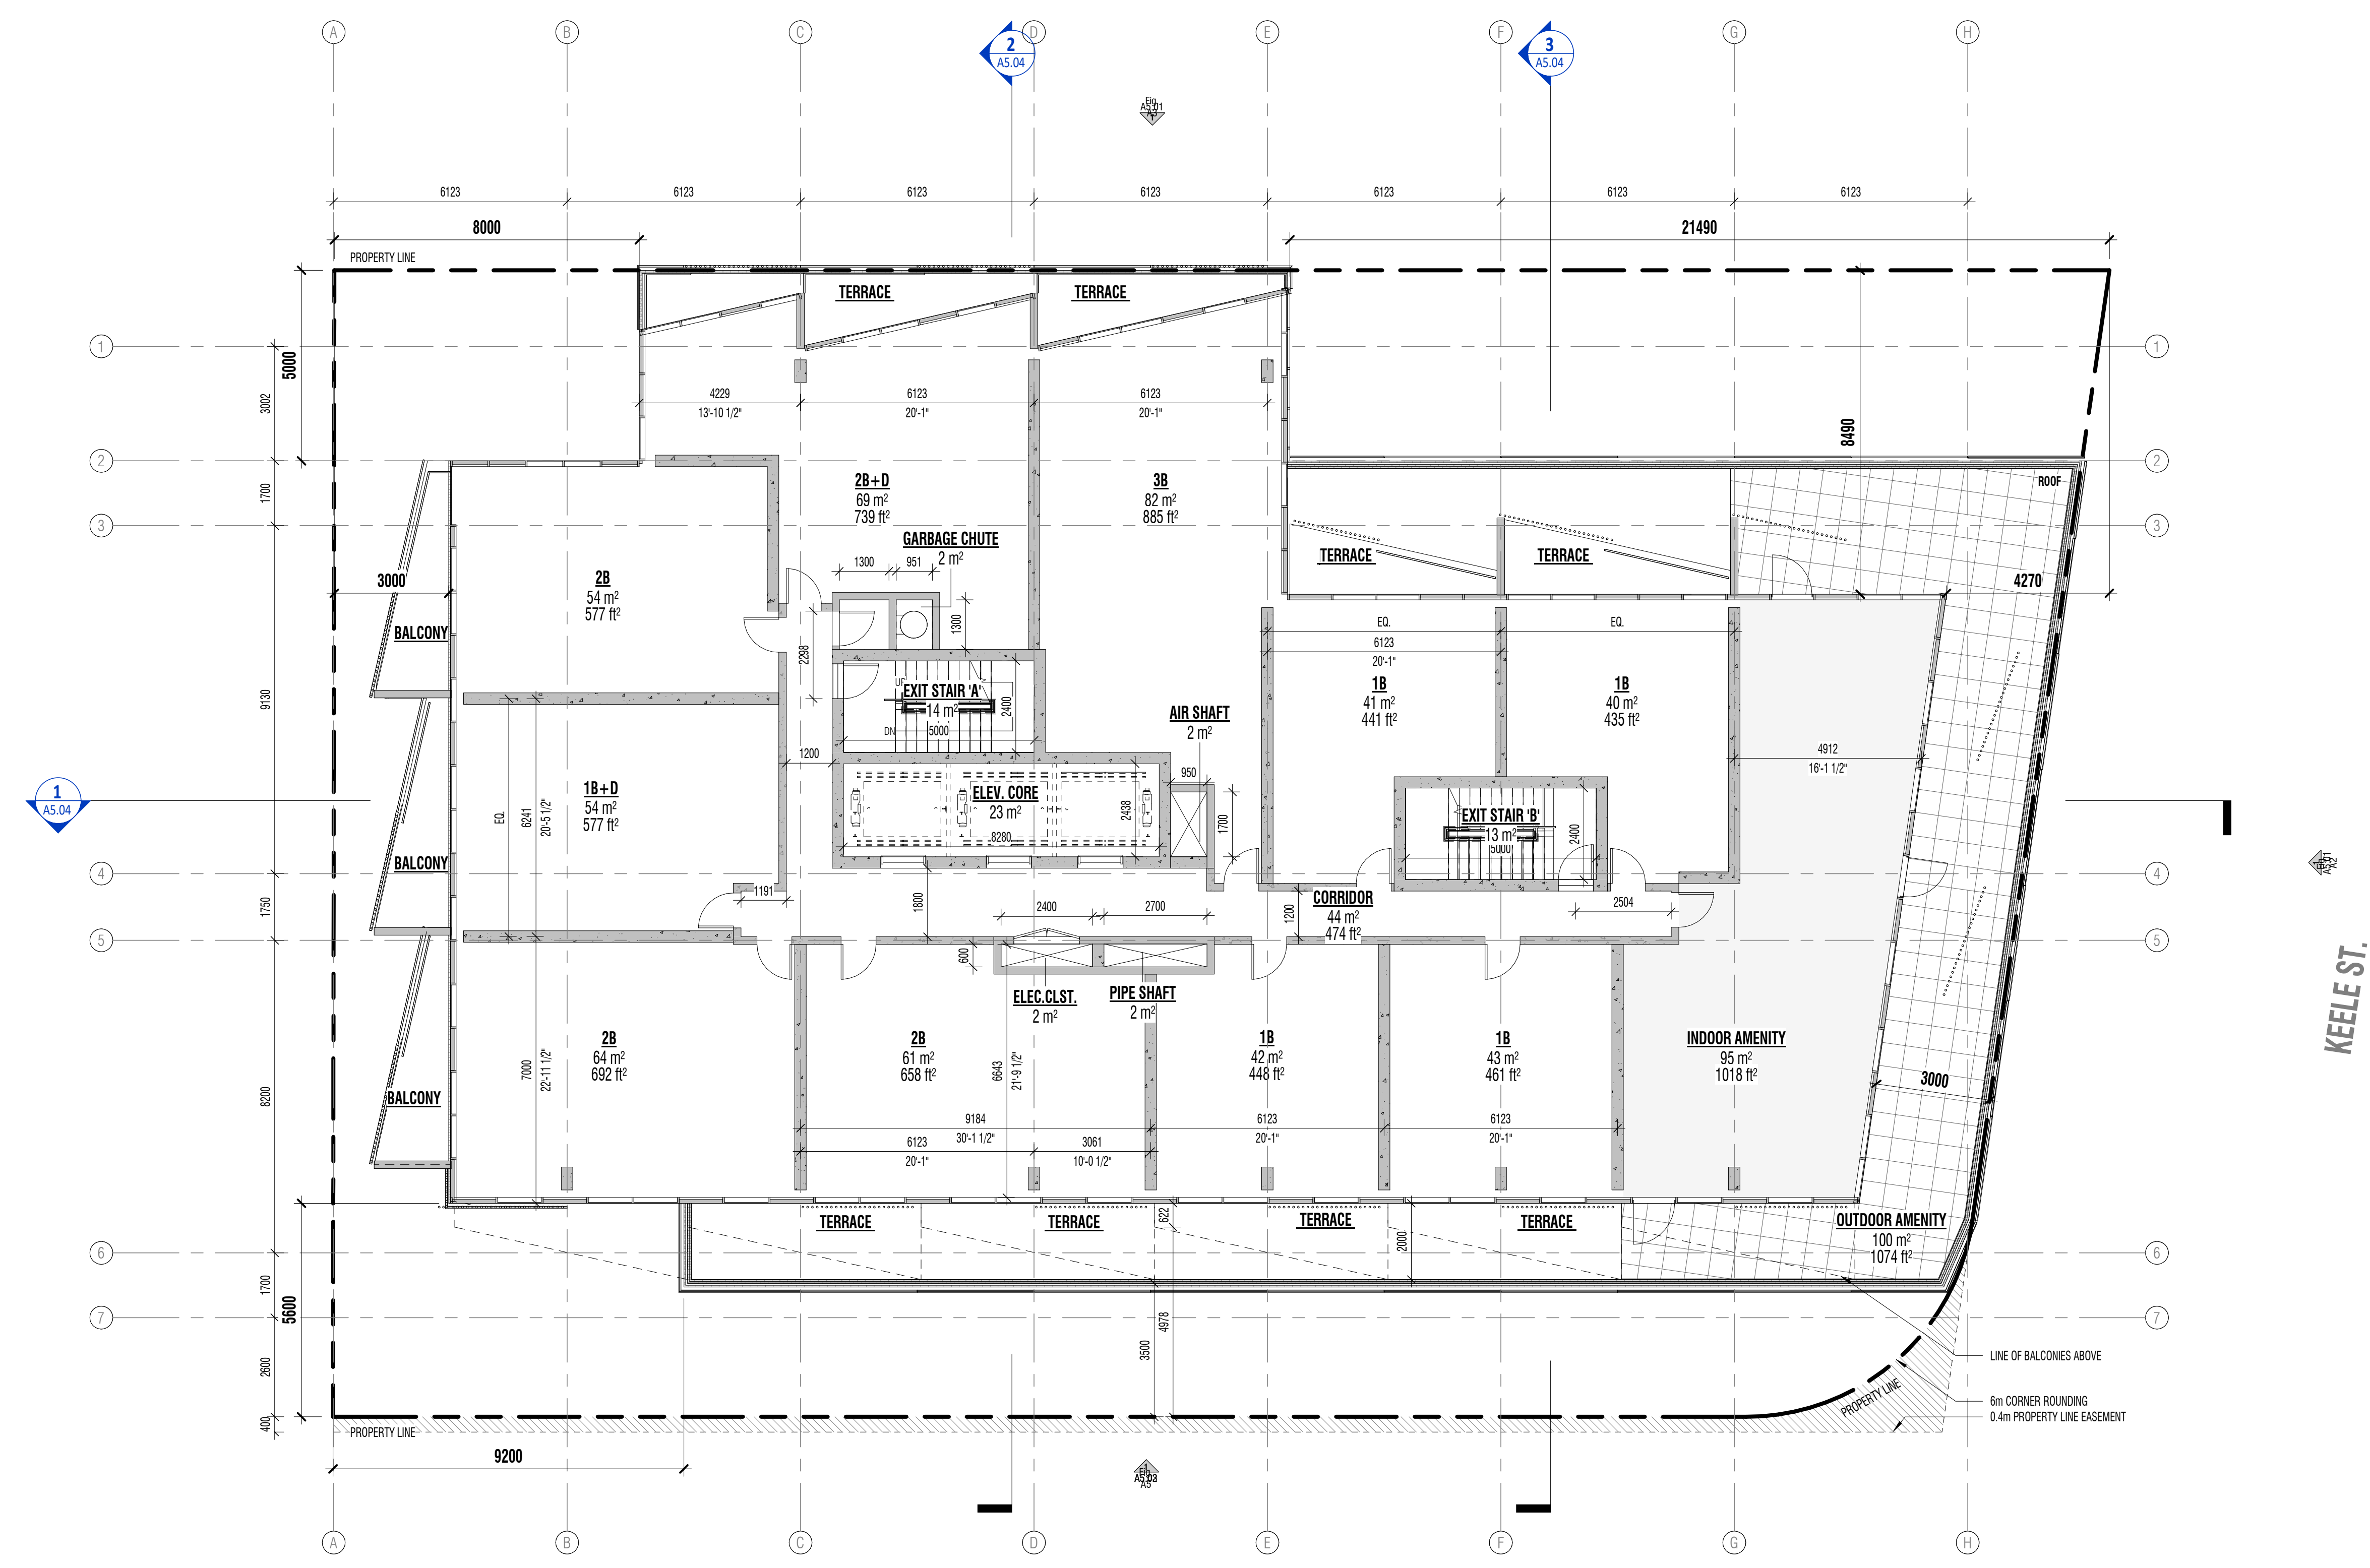 A
B
C
D
E
F
G
H
2
A5.04
3
A5.04
A5.01
6123
6123
6123
6123
6123
6123
6123
8000
21490
PROPERTY LINE
TERRACE
TERRACE
1
1
5000
3002
8490
4229
13'-10 1/2"
6123
20'-1"
6123
20'-1"
2
2
1700
2B+D
69 m²
739 ft²
3B
82 m²
885 ft²
ROOF
3
3
GARBAGE CHUTE
2 m²
1300
951
TERRACE
TERRACE
3000
2B
54 m²
577 ft²
4270
BALCONY
1300
2298
EQ.
EQ.
6123
20'-1"
9130
UP
EXIT STAIR 'A'
14 m²
DN
5000
2400
1B
41 m²
441 ft²
1B
40 m²
435 ft²
AIR SHAFT
2 m²
1200
4912
16'-1 1/2"
950
1
A5.04
1B+D
54 m²
577 ft²
EQ.
6241
20'-5 1/2"
ELEV. CORE
23 m²
8280
2438
1700
EXIT STAIR 'B'
13 m²
5000
2400
BALCONY
A5.01
A2
4
4
1191
1750
1800
2400
2700
1200
CORRIDOR
44 m²
474 ft²
2504
5
5
600
KEELE ST.
ELEC.CLST.
2 m²
PIPE SHAFT
2 m²
2B
64 m²
692 ft²
7000
22'-11 1/2"
2B
61 m²
658 ft²
6643
21'-9 1/2"
1B
42 m²
448 ft²
1B
43 m²
461 ft²
INDOOR AMENITY
95 m²
1018 ft²
3000
BALCONY
8200
9184
30'-1 1/2"
6123
20'-1"
6123
20'-1"
6123
20'-1"
3061
10'-0 1/2"
TERRACE
TERRACE
622
TERRACE
2000
TERRACE
OUTDOOR AMENITY
100 m²
1074 ft²
6
6
1700
5600
7
7
4978
3500
2600
LINE OF BALCONIES ABOVE
PROPERTY LINE
6m CORNER ROUNDING
0.4m PROPERTY LINE EASEMENT
400
PROPERTY LINE
9200
A5
A
B
C
D
E
F
G
H